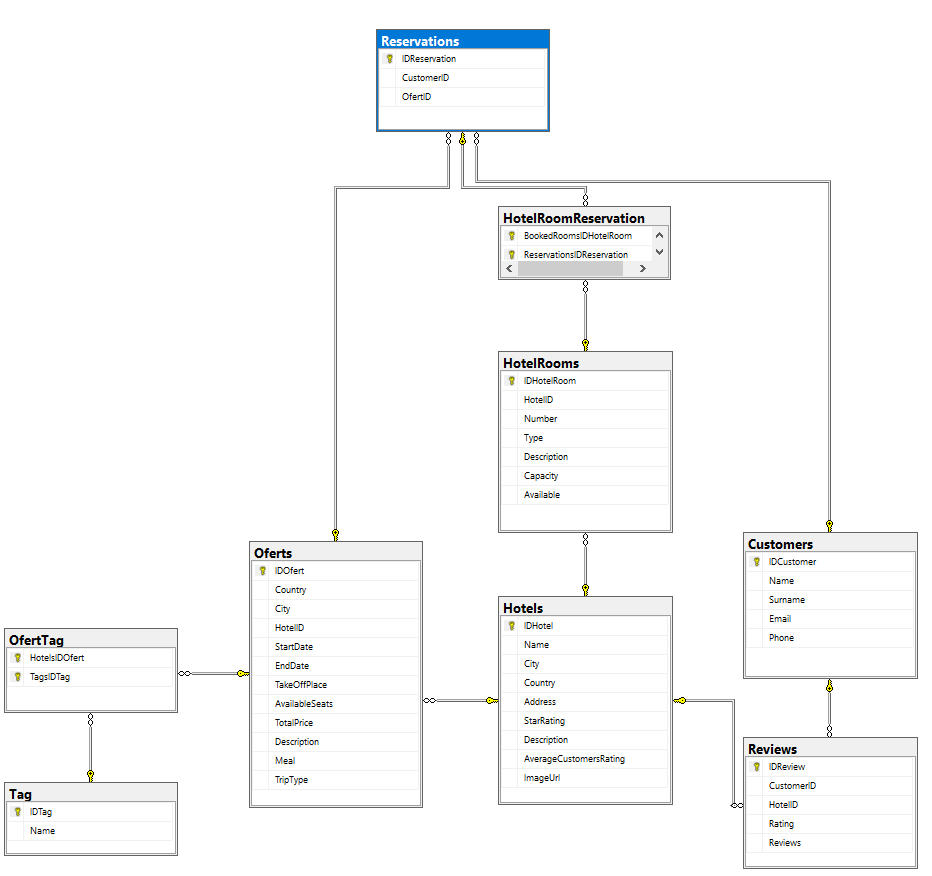 Reservations
IDReservation
CustomerID
OfertID
HotelRoomReservation
BookedRoomsIDHotelRoom
ReservationsIDReservation
HotelRooms
IDHotelRoom
HotelID
Number
Type
Description
Capacity
Available
Oferts
IDOfert
Country
City
HotelID
StartDate
EndDate
TakeOffPlace
AvailableSeats
TotalPrice
Description
Meal
TripType
Customers
IDCustomer
Name
Surname
Email
Phone
Hotels
IDHotel
Name
City
Country
Address
StarRating
Description
AverageCustomersRating
ImageUrl
OfertTag
HotelsIDOfert
TagsIDTag
Reviews
IDReview
CustomerID
HotelID
Rating
Reviews
Tag
IDTag
Name